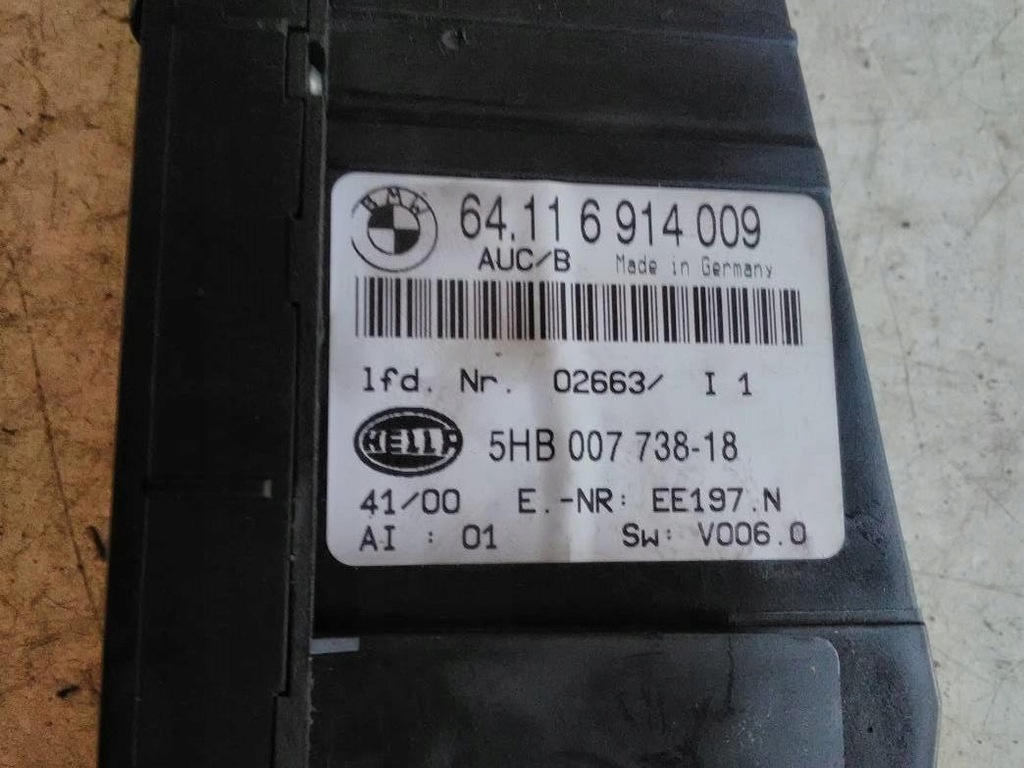 BMW
64.11 6 914 009
AUC/B Made in Germany
lfd. Nr. 02663/ I 1
HELLA 5HB 007 738-18
41/00 E.-NR: EE197.N
AI : 01 Sw: V006.0